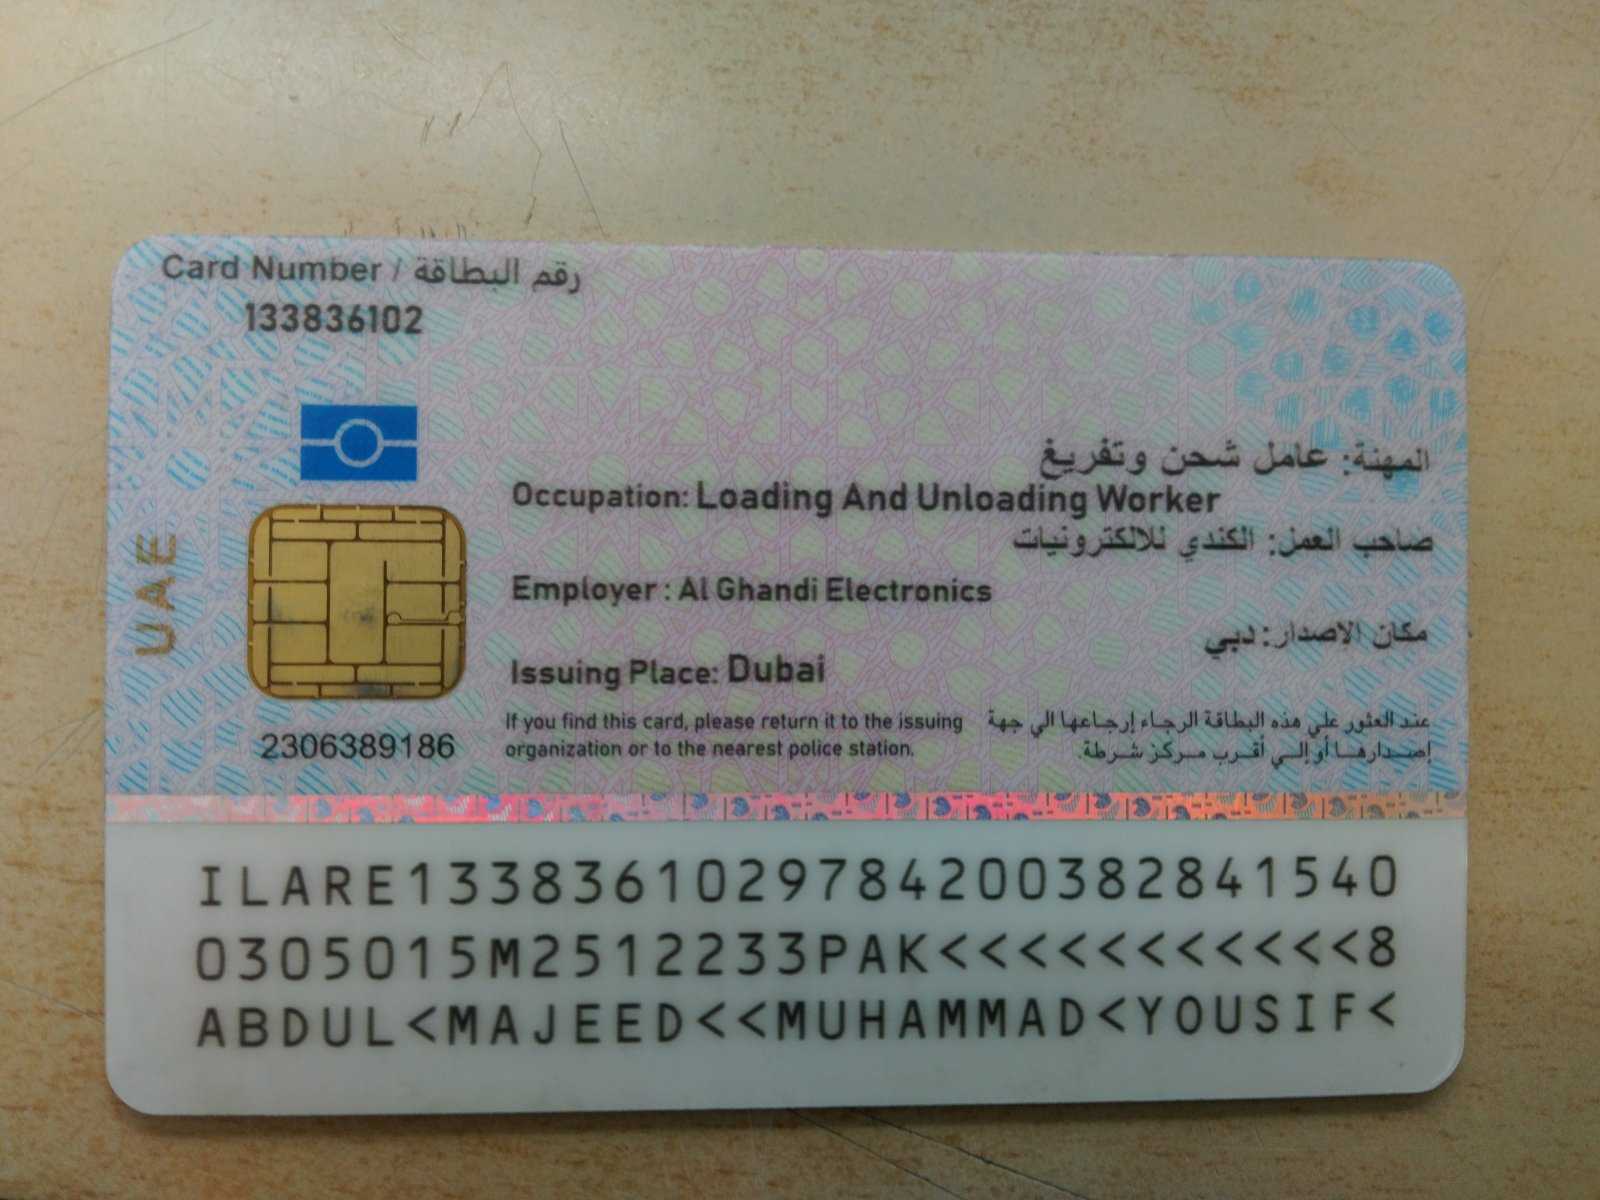 Card Number / رقم البطاقة
133836102
المهنة: عامل شحن وتفريغ
Occupation: Loading And Unloading Worker
صاحب العمل: الكندي للالكترونيات
Employer : Al Ghandi Electronics
مكان الاصدار: دبي
Issuing Place: Dubai
UAE
If you find this card, please return it to the issuing
organization or to the nearest police station.
عند العثور علي هذه البطاقة الرجاء إرجاعها الي جهة
إصدارها أو إلي أقرب مركز شرطة.
2306389186
ILARE1338361029784200382841540
0305015M2512233PAK<<<<<<<<<<<8
ABDUL<MAJEED<<MUHAMMAD<YOUSIF<